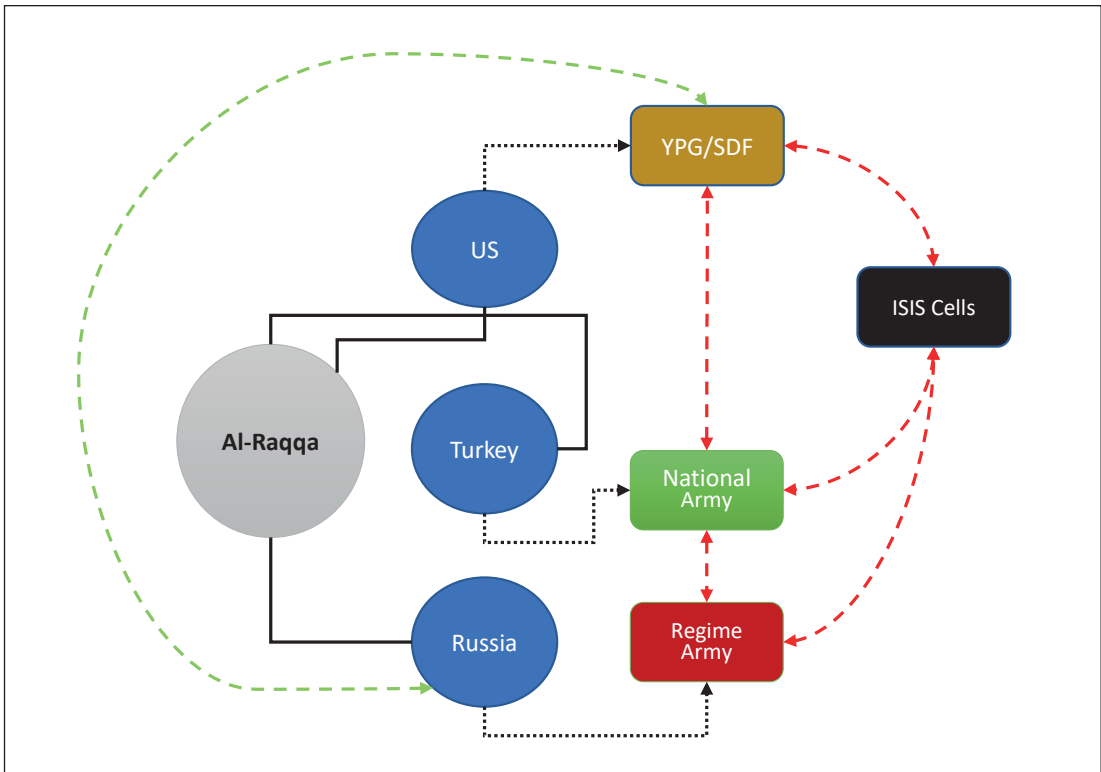 YPG/SDF
US
ISIS Cells
Al-Raqqa
Turkey
National
Army
Russia
Regime
Army